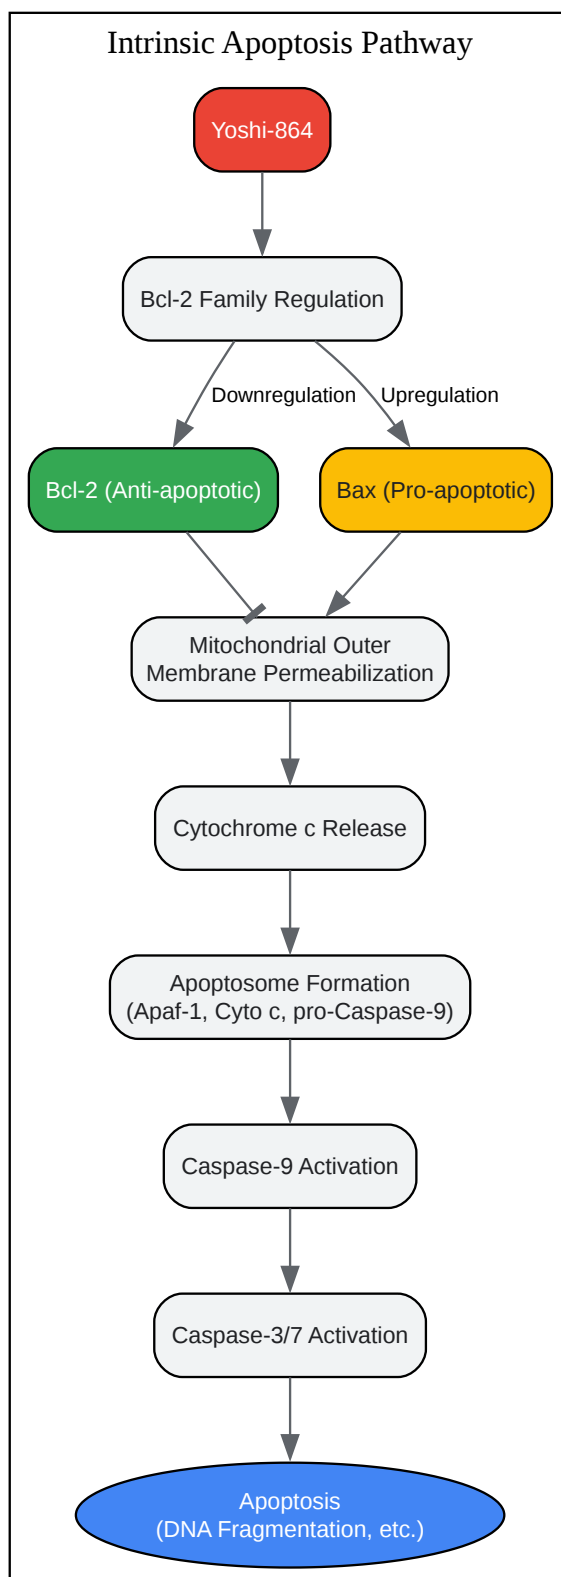 Intrinsic Apoptosis Pathway
Yoshi-864
Bcl-2 Family Regulation
Downregulation
Upregulation
Bcl-2 (Anti-apoptotic)
Bax (Pro-apoptotic)
Mitochondrial Outer
Membrane Permeabilization
Cytochrome c Release
Apoptosome Formation
(Apaf-1, Cyto c, pro-Caspase-9)
Caspase-9 Activation
Caspase-3/7 Activation
Apoptosis
(DNA Fragmentation, etc.)